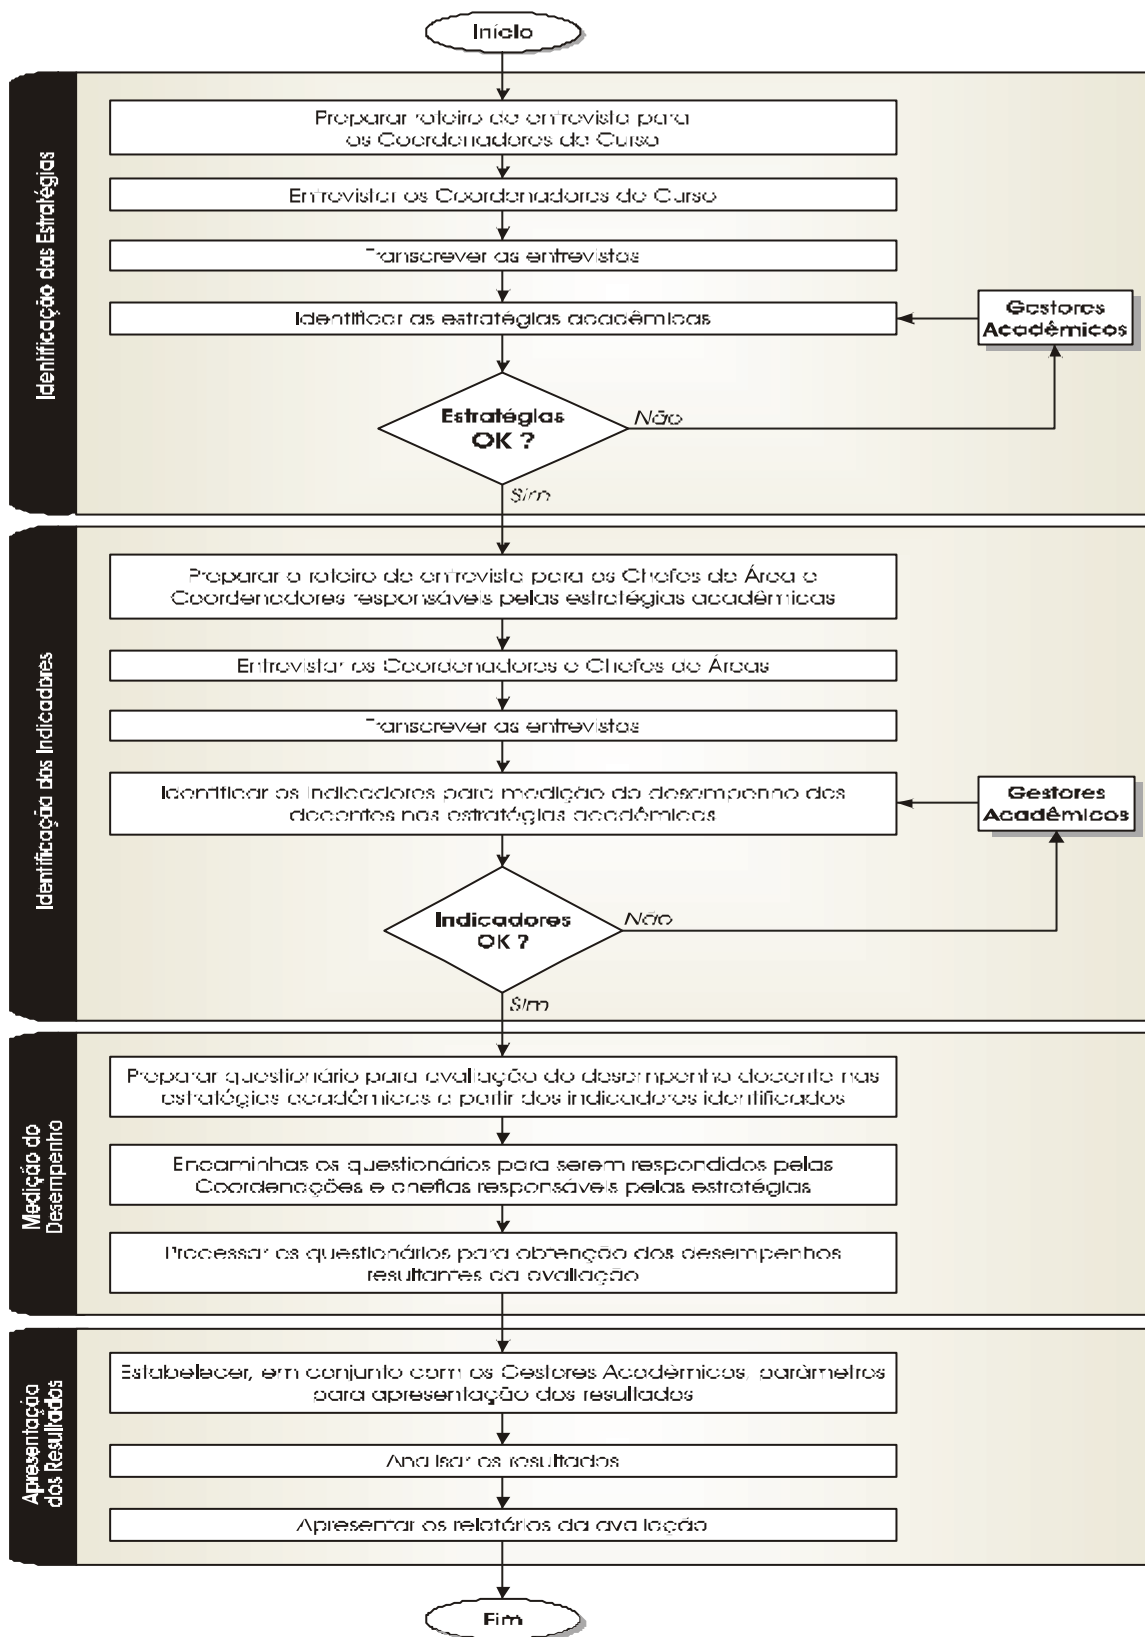 Início
Identificação das Estratégias
Preparar roteiro de entrevista para
os Coordenadores de Curso
Entrevistar os Coordenadores de Curso
Transcrever as entrevistas
Identificar as estratégias acadêmicas
Gestores
Acadêmicos
Estratégias
OK ?
Não
Sim
Identificação dos Indicadores
Preparar o roteiro de entrevista para os Chefes de Área e
Coordenadores responsáveis pelas estratégias acadêmicas
Entrevistar os Coordenadores e Chefes de Áreas
Transcrever as entrevistas
Identificar os indicadores para medição do desempenho dos
docentes nas estratégias acadêmicas
Gestores
Acadêmicos
Indicadores
OK ?
Não
Sim
Medição do
Desempenho
Preparar questionário para avaliação do desempenho docente nas
estratégias acadêmicas a partir dos indicadores identificados
Encaminhas os questionários para serem respondidos pelas
Coordenações e chefias responsáveis pelas estratégias
Processar os questionários para obtenção dos desempenhos
resultantes da avaliação
Apresentação
dos Resultados
Estabelecer, em conjunto com os Gestores Acadêmicos, parâmetros
para apresentação dos resultados
Analisar os resultados
Apresentar os relatórios da avaliação
Fim